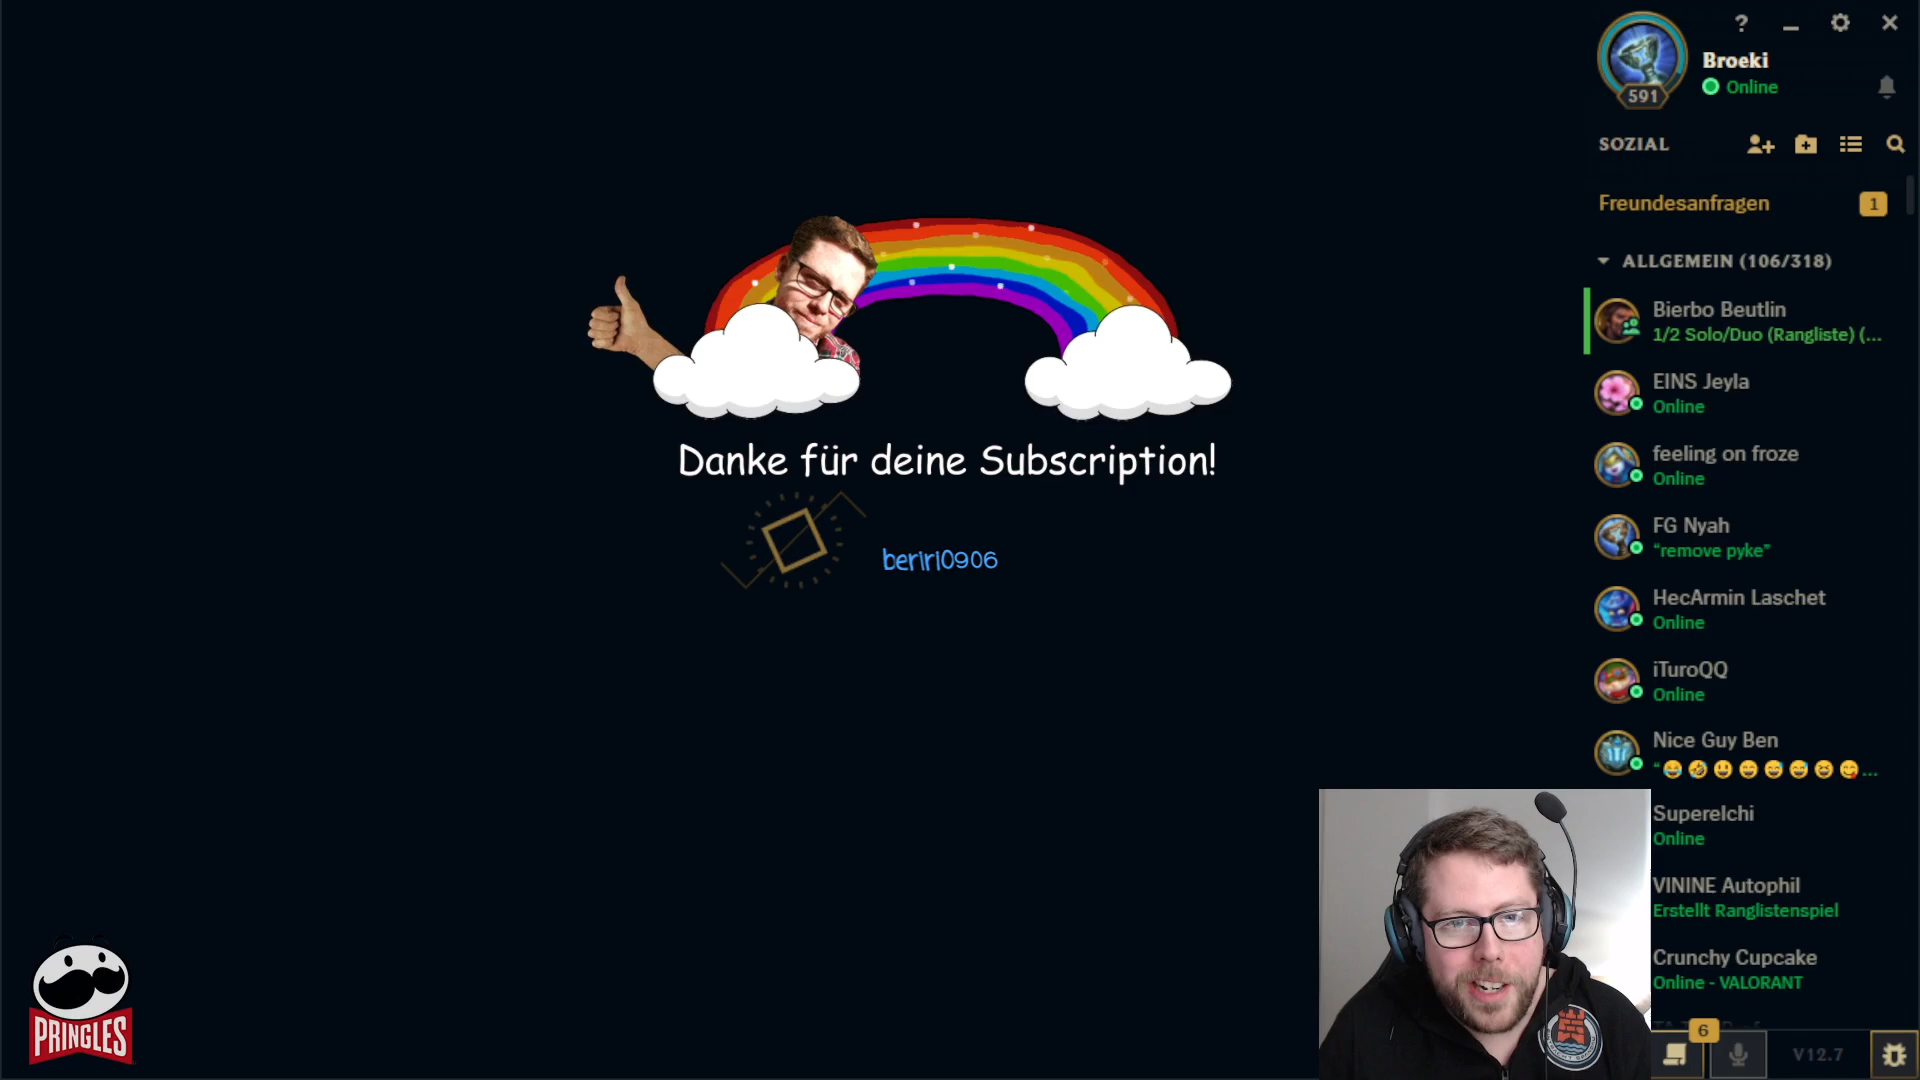 Broeki
591
Online
SOZIAL
Freundesanfragen
1
ALLGEMEIN (106/318)
Bierbo Beutlin
1/2 Solo/Duo (Rangliste) (...
EINS Jeyla
Online
feeling on froze
Online
FG Nyah
"remove pyke"
HecArmin Laschet
Online
iTuroQQ
Online
Nice Guy Ben
"😂🤣😃😄😅😅😆😋...
Superelchi
Online
VININE Autophil
Erstellt Ranglistenspiel
Crunchy Cupcake
Online - VALORANT
6
V12.7
Danke für deine Subscription!
beriri0906
PRINGLES